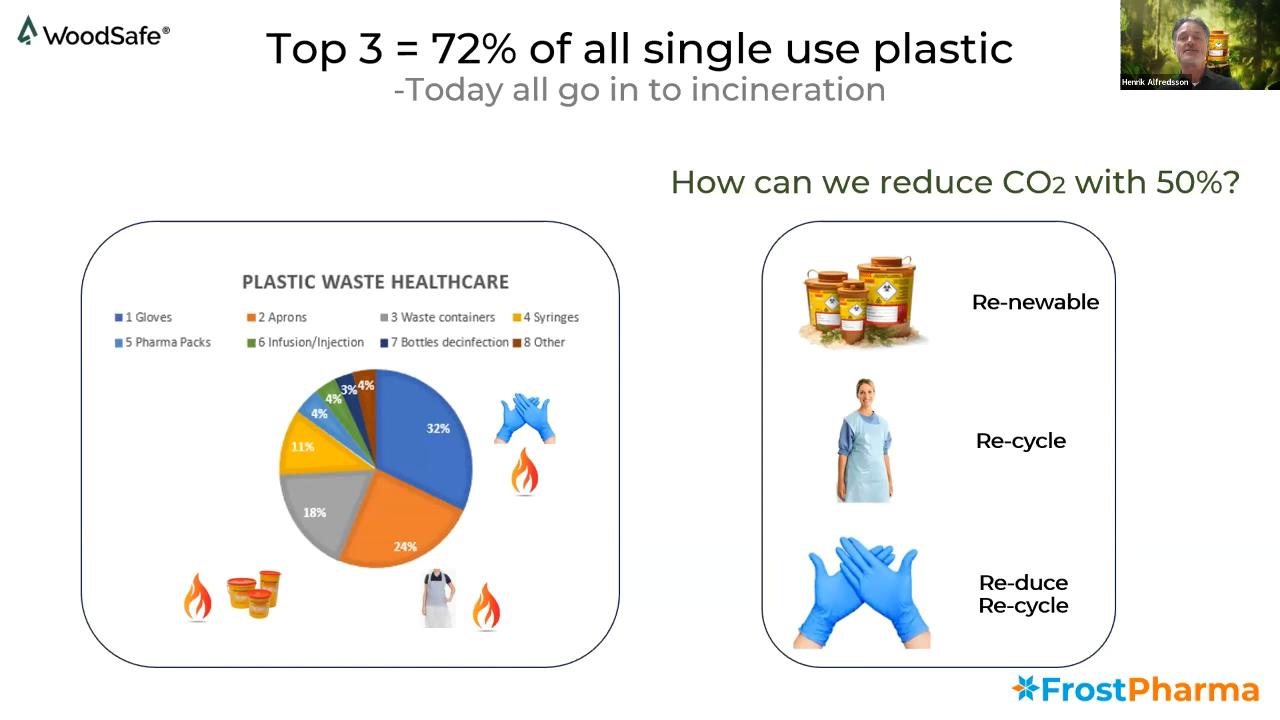 WoodSafe®
Top 3 = 72% of all single use plastic
-Today all go in to incineration
Henrik Alfredsson
How can we reduce CO2 with 50%?
PLASTIC WASTE HEALTHCARE
1 Gloves 2 Aprons 3 Waste containers 4 Syringes
5 Pharma Packs 6 Infusion/Injection 7 Bottles decinfection 8 Other
4%
3%
4%
4%
32%
11%
18%
24%
Re-newable
Re-cycle
Re-duce
Re-cycle
FrostPharma